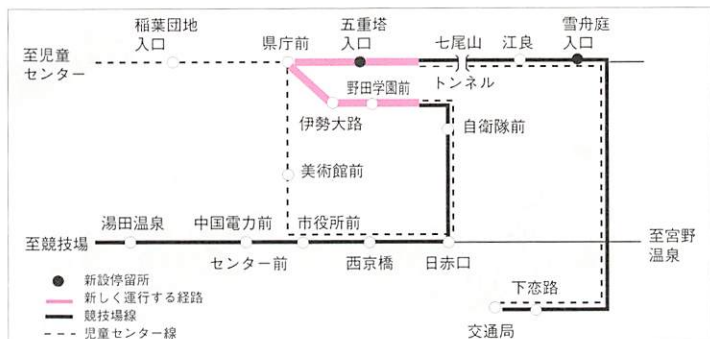 稲葉団地
入口
県庁前
五重塔
入口
七尾山
トンネル
江良
雪舟庭
入口
至児童
センター
野田学園前
伊勢大路
自衛隊前
美術館前
湯田温泉
中国電力前
市役所前
至競技場
センター前
西京橋
日赤口
至宮野
温泉
下恋路
交通局
新設停留所
新しく運行する経路
競技場線
児童センター線